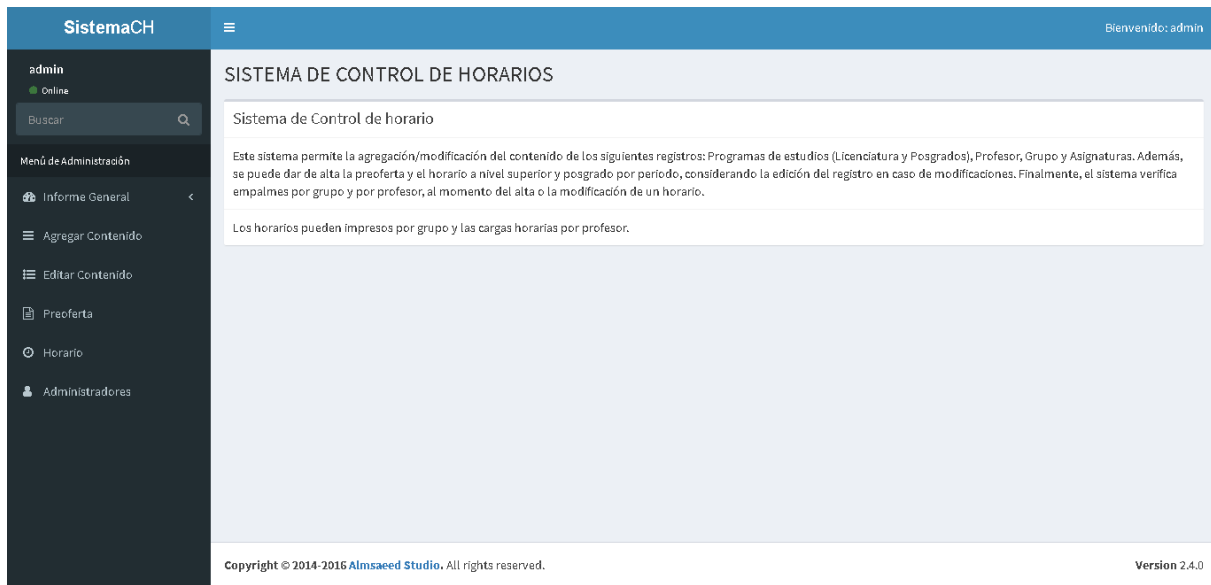 SistemaCH
Bienvenido: admin
admin
Online
Buscar
Menú de Administración
Informe General
Agregar Contenido
Editar Contenido
Preoferta
Horario
Administradores
SISTEMA DE CONTROL DE HORARIOS
Sistema de Control de horario
Este sistema permite la agregación/modificación del contenido de los siguientes registros: Programas de estudios (Licenciatura y Posgrados), Profesor, Grupo y Asignaturas. Además,
se puede dar de alta la preoferta y el horario a nivel superior y posgrado por periodo, considerando la edición del registro en caso de modificaciones. Finalmente, el sistema verifica
empalmes por grupo y por profesor, al momento del alta o la modificación de un horario.
Los horarios pueden impresos por grupo y las cargas horarias por profesor.
Copyright © 2014-2016 Almsaeed Studio. All rights reserved.
Version 2.4.0